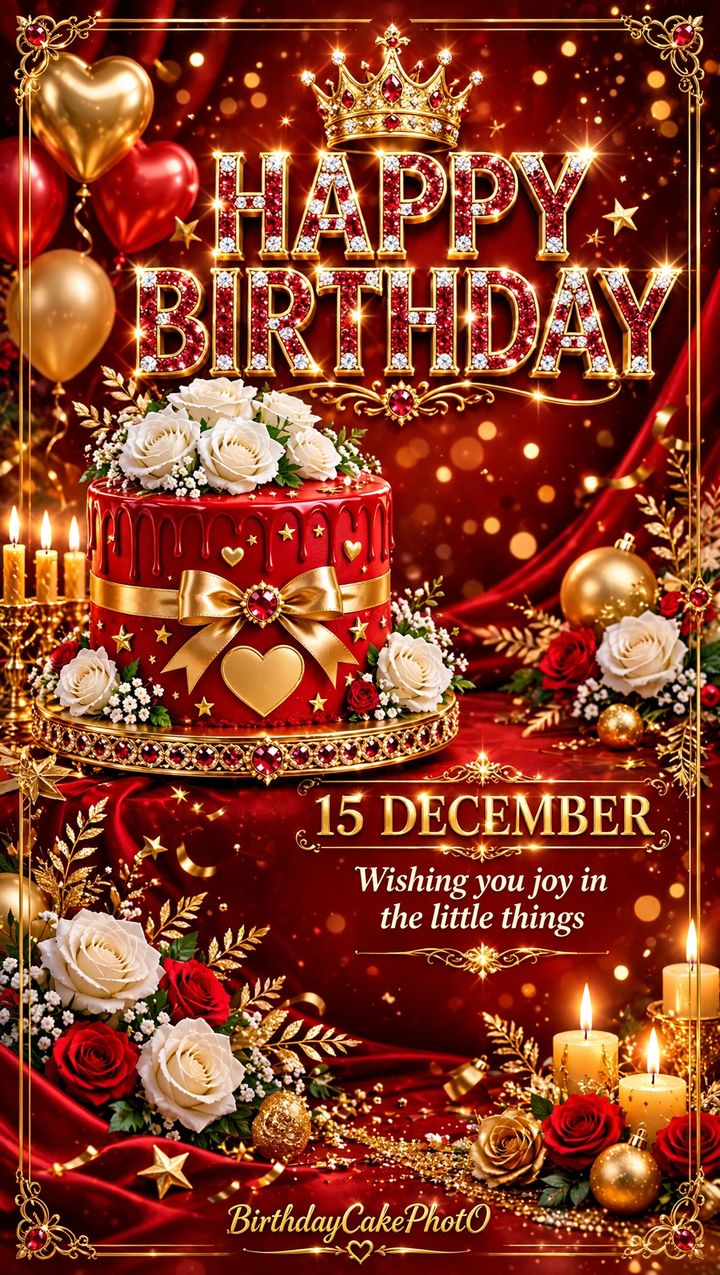 HAPPY
BIRTHDAY
15 DECEMBER
Wishing you joy in
the little things
BirthdayCakePhotO